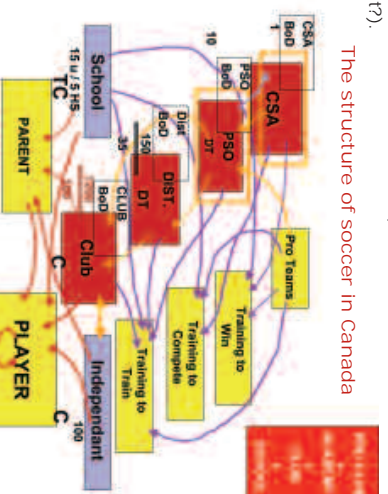 t?).
The structure of soccer in Canada
CSA
BoD
1
CSA
PSO
BoD
10
PSO
DT
Pro Teams
Training to
Win
Training to
Compete
Training to
Train
Dist
BoD
150
DIST.
DT
35
CLUB
BoD
Club
C
School
15 u / 5 HS
TC
PARENT
PLAYER
C
Independant
100